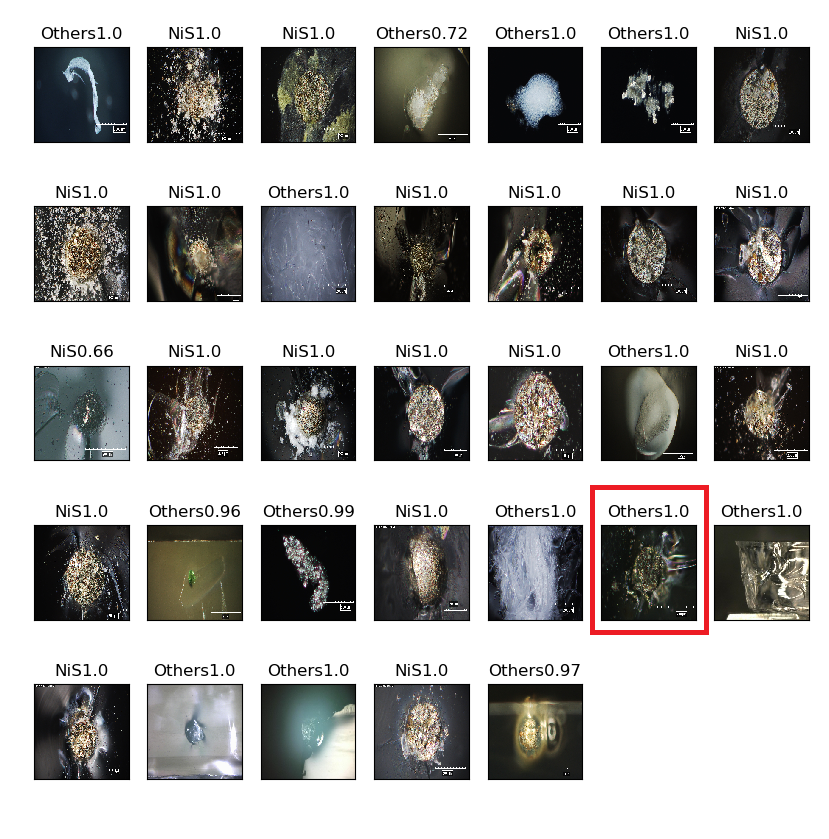 Others1.0 NiS1.0 NiS1.0 Others0.72 Others1.0 Others1.0 NiS1.0
NiS1.0 NiS1.0 Others1.0 NiS1.0 NiS1.0 NiS1.0 NiS1.0
NiS0.66 NiS1.0 NiS1.0 NiS1.0 NiS1.0 Others1.0 NiS1.0
NiS1.0 Others0.96 Others0.99 NiS1.0 Others1.0 Others1.0 Others1.0
NiS1.0 Others1.0 Others1.0 NiS1.0 Others0.97